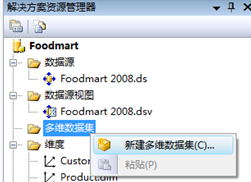 解决方案资源管理器
Foodmart
数据源
Foodmart 2008.ds
数据源视图
Foodmart 2008.dsv
多维数据集
新建多维数据集(C)...
维度
粘贴(P)
Custom
Product.dim